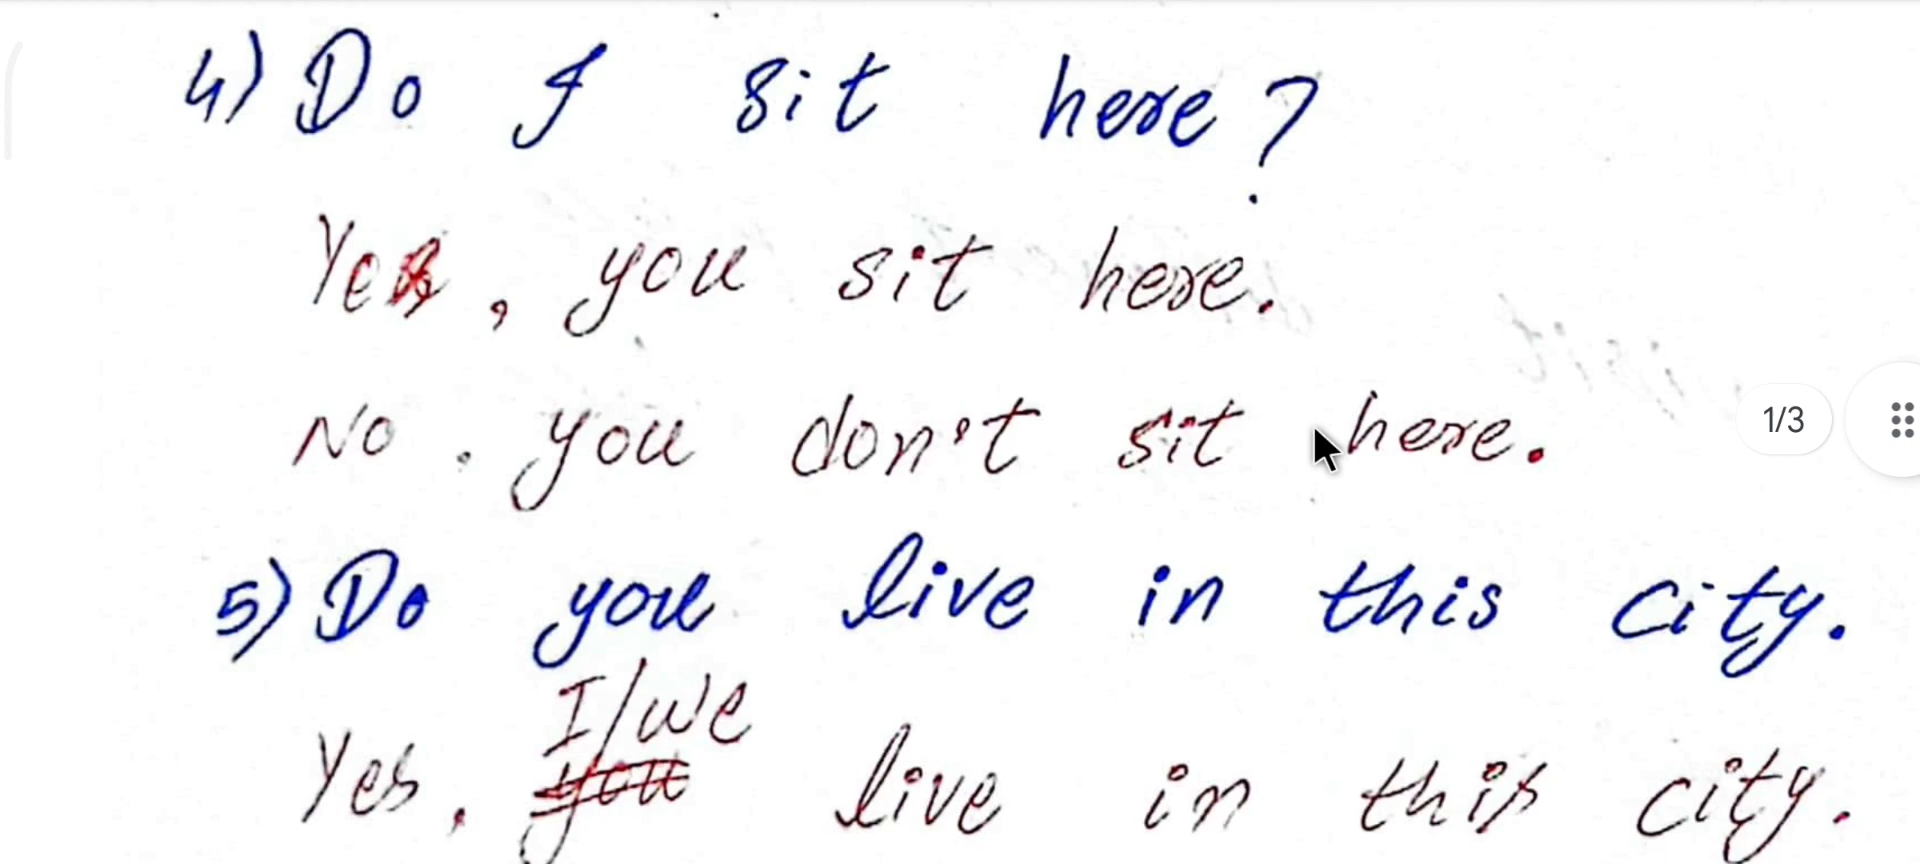 4) Do I sit here?
Yes, you sit here.
No. you don't sit here.
1/3
5) Do you live in this city.
I/we
Yes, you live in this city.